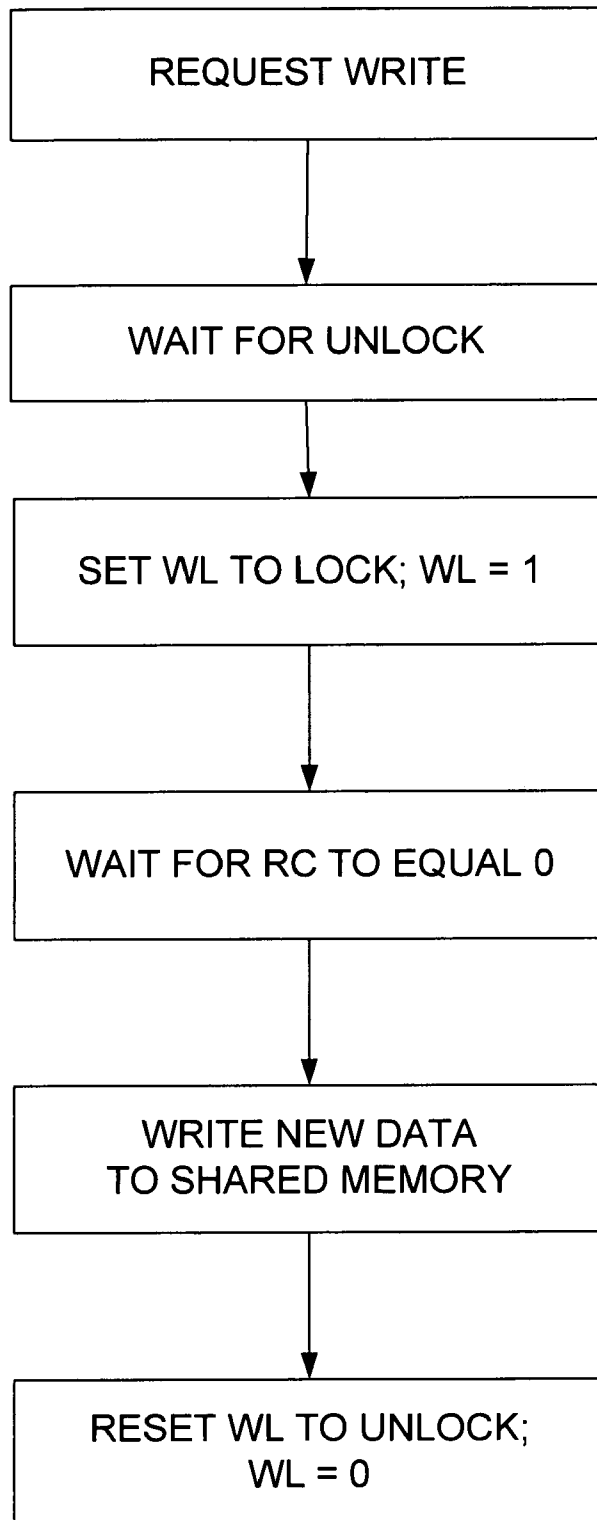 REQUEST WRITE
WAIT FOR UNLOCK
SET WL TO LOCK; WL = 1
WAIT FOR RC TO EQUAL 0
WRITE NEW DATA
TO SHARED MEMORY
RESET WL TO UNLOCK;
WL = 0